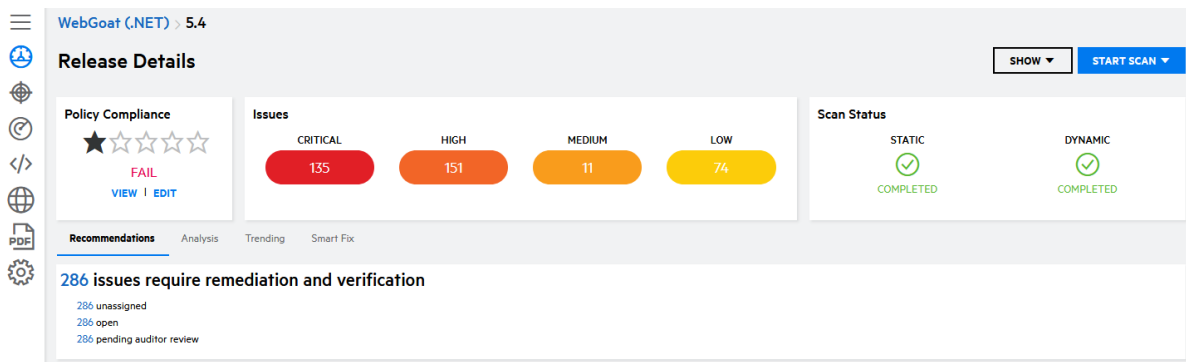 WebGoat (.NET) > 5.4
Release Details
SHOW ▼
START SCAN ▼
Policy Compliance
FAIL
VIEW | EDIT
Issues
CRITICAL HIGH MEDIUM LOW
135 151 11 74
Scan Status
STATIC DYNAMIC
COMPLETED COMPLETED
Recommendations Analysis Trending Smart Fix
286 issues require remediation and verification
286 unassigned
286 open
286 pending auditor review
PDF